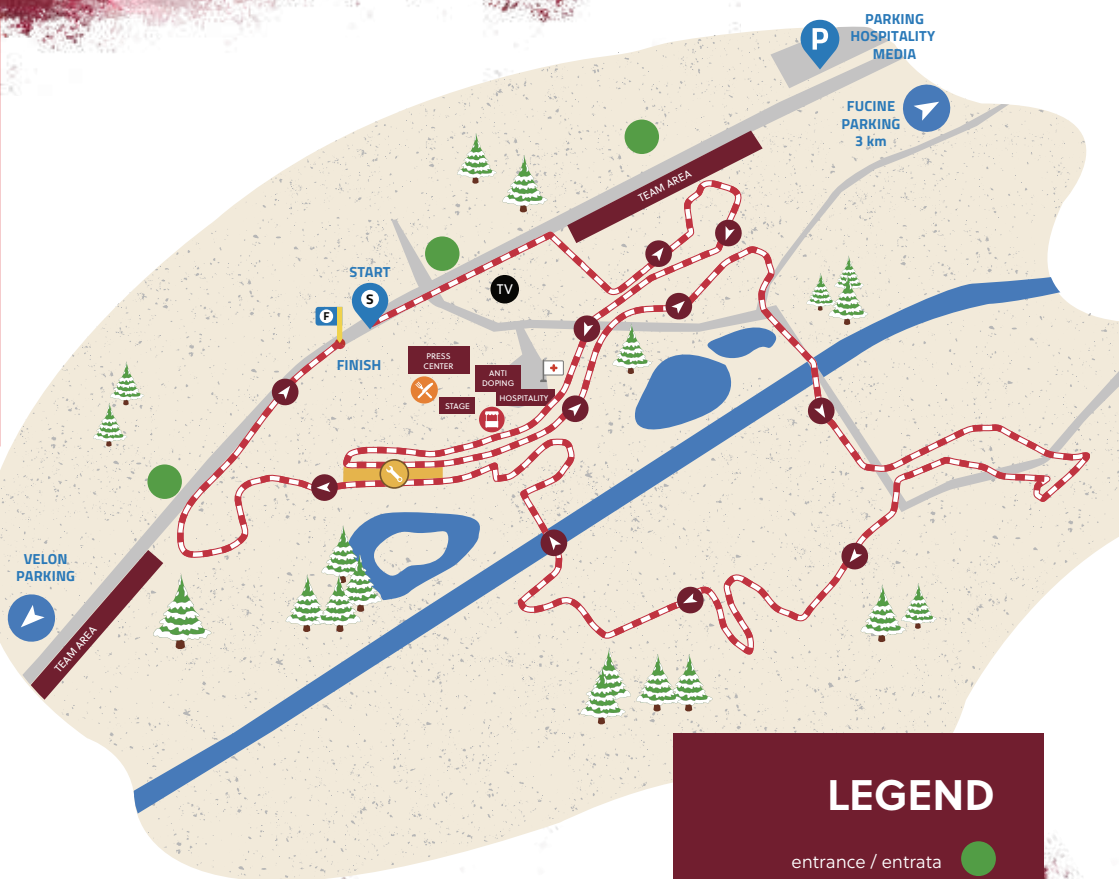 PARKING
HOSPITALITY
MEDIA
P
FUCINE
PARKING
3 km
TEAM AREA
START
S
F
FINISH
TV
PRESS
CENTER
ANTI
DOPING
HOSPITALITY
STAGE
VELON
PARKING
TEAM AREA
LEGEND
entrance / entrata